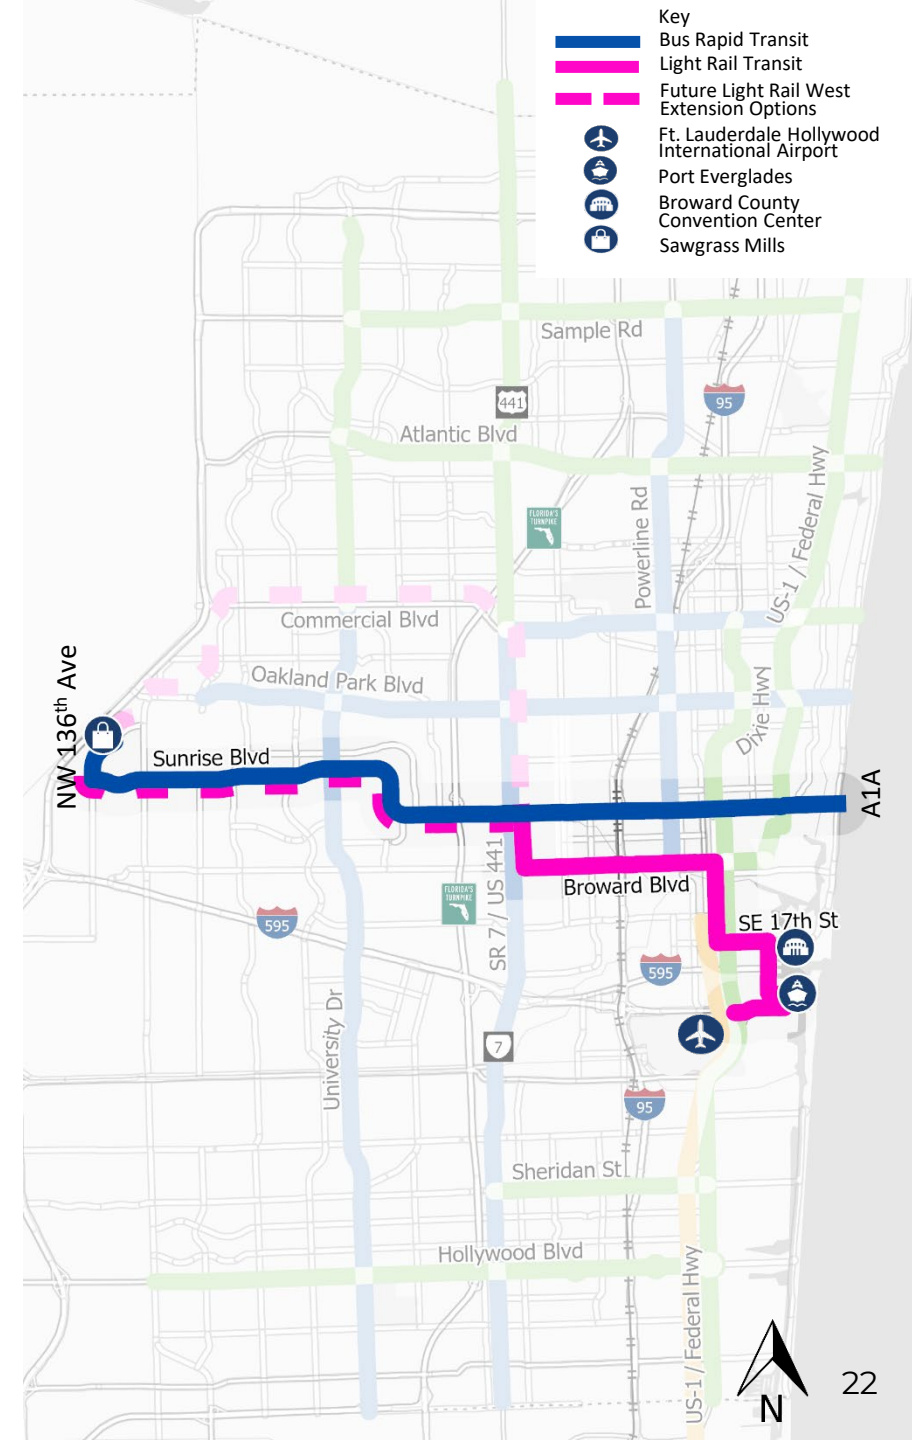 Key
Bus Rapid Transit
Light Rail Transit
Future Light Rail West
Extension Options
Ft. Lauderdale Hollywood
International Airport
Port Everglades
Broward County
Convention Center
Sawgrass Mills
Sample Rd
441
95
Atlantic Blvd
US-1 / Federal Hwy
FLORIDA'S
TURNPIKE
Powerline Rd
Commercial Blvd
Oakland Park Blvd
Dixie Hwy
NW 136th Ave
Sunrise Blvd
A1A
SR 7 / US 441
Broward Blvd
FLORIDA'S
TURNPIKE
595
SE 17th St
595
University Dr
7
95
Sheridan St
Hollywood Blvd
US-1 / Federal Hwy
N
22